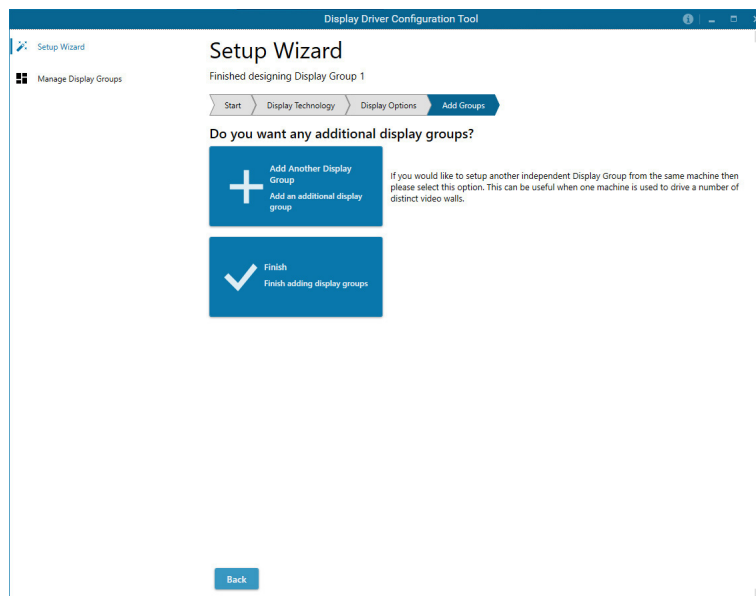 Display Driver Configuration Tool
Setup Wizard
Manage Display Groups
Setup Wizard
Finished designing Display Group 1
Start
Display Technology
Display Options
Add Groups
Do you want any additional display groups?
Add Another Display
Group
Add an additional display
group
If you would like to setup another independent Display Group from the same machine then
please select this option. This can be useful when one machine is used to drive a number of
distinct video walls.
Finish
Finish adding display groups
Back